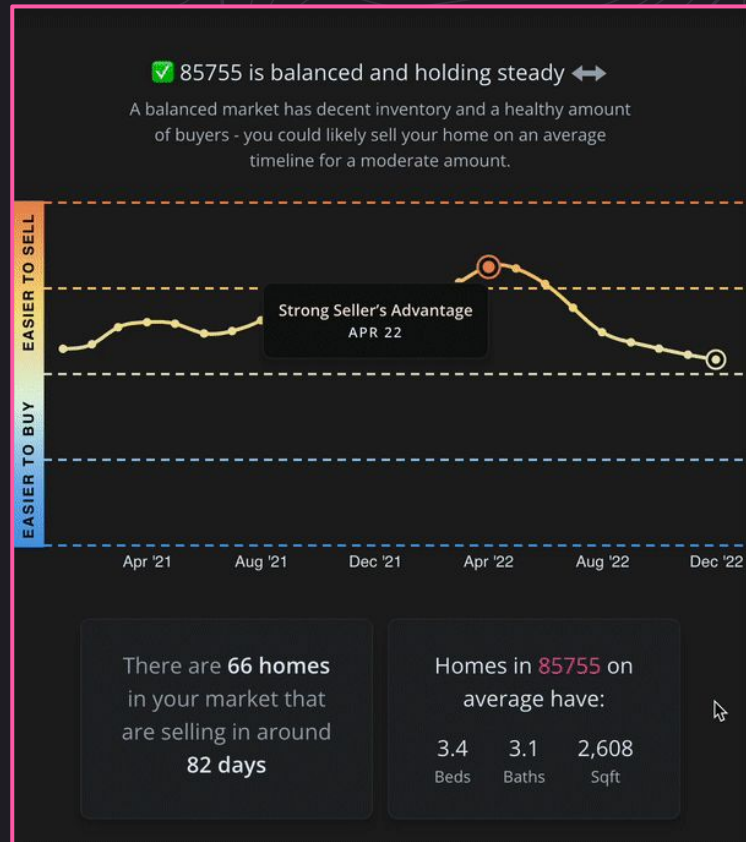 ✅ 85755 is balanced and holding steady ↔
A balanced market has decent inventory and a healthy amount
of buyers - you could likely sell your home on an average
timeline for a moderate amount.
EASIER TO SELL
EASIER TO BUY
Strong Seller's Advantage
APR 22
Apr '21
Aug '21
Dec '21
Apr '22
Aug '22
Dec '22
There are 66 homes
in your market that
are selling in around
82 days
Homes in 85755 on
average have:
3.4 3.1 2,608
Beds Baths Sqft